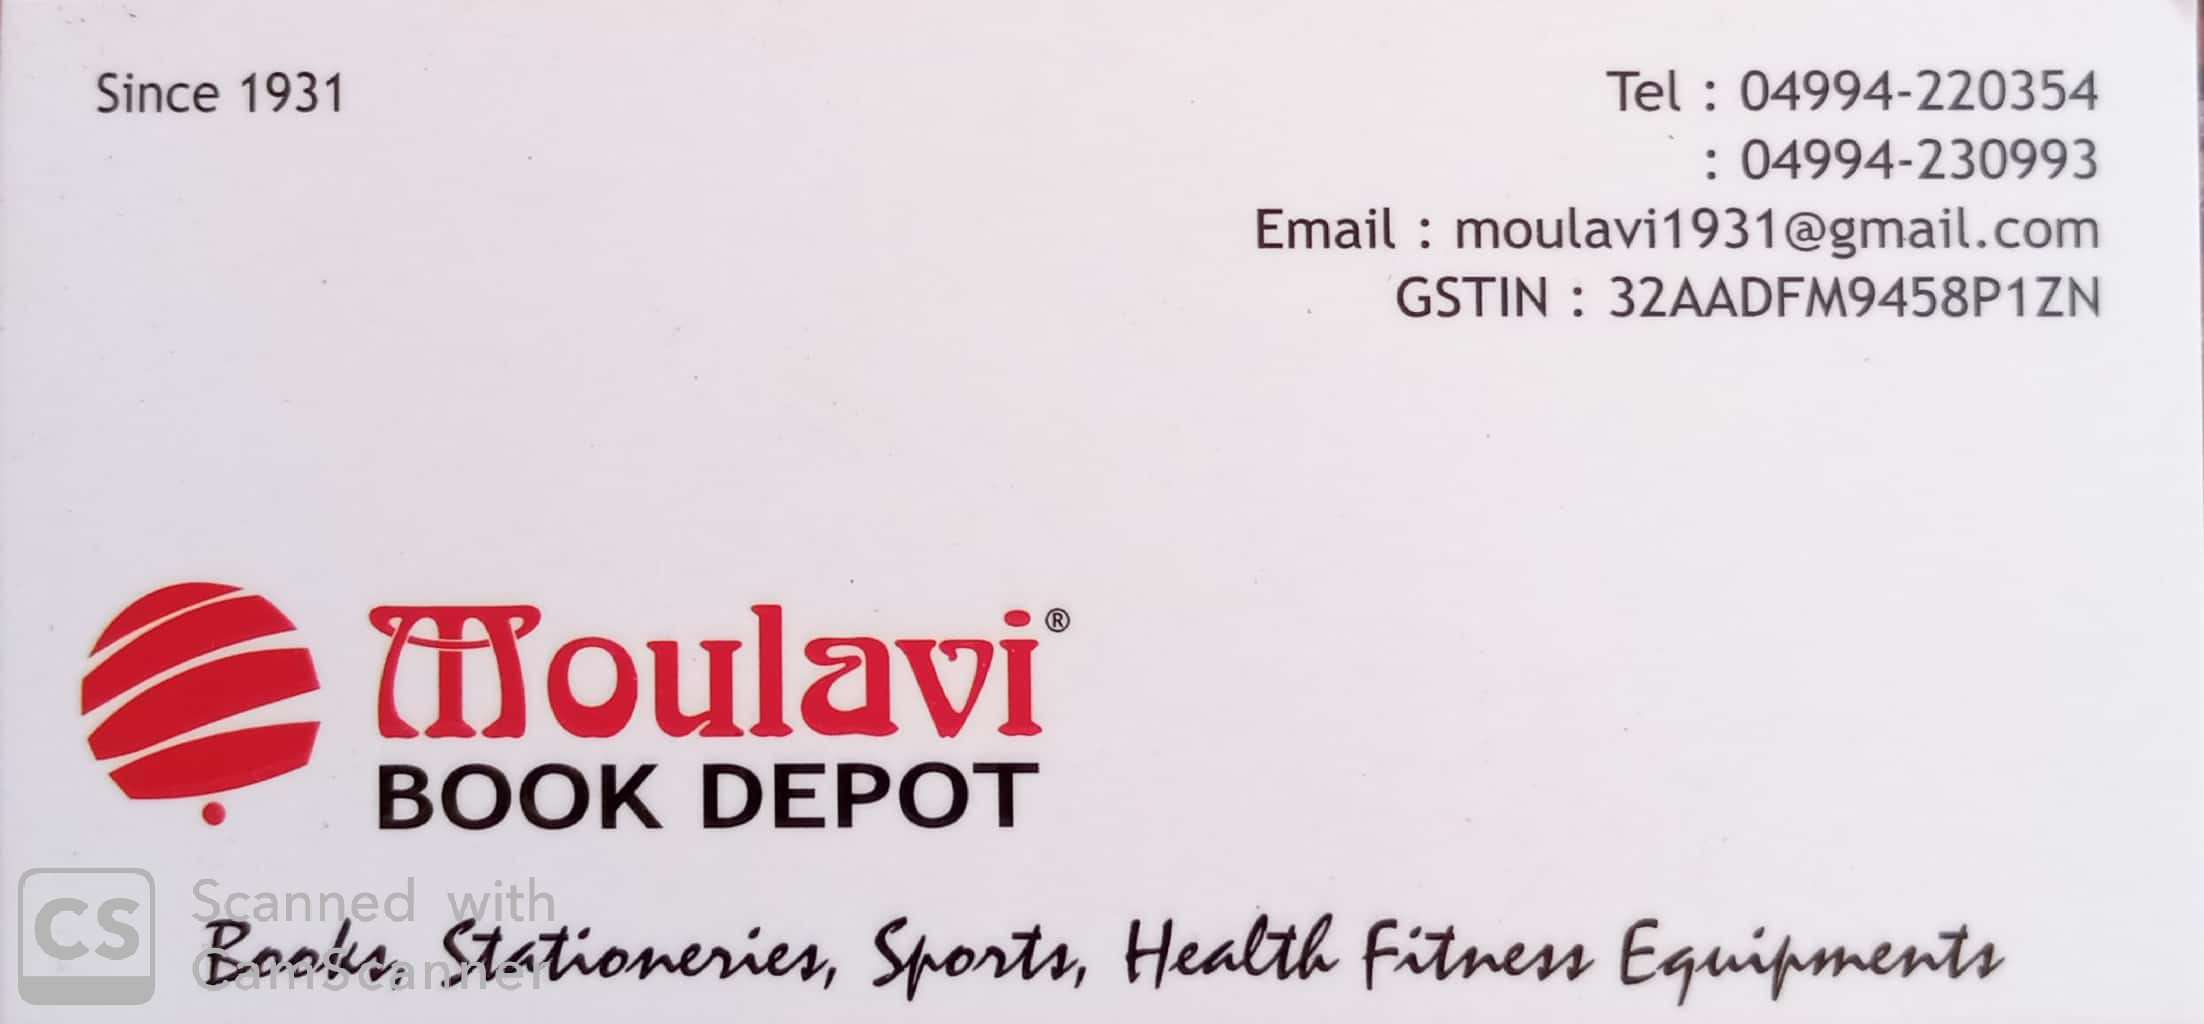 Since 1931
Tel : 04994-220354
: 04994-230993
Email : moulavi1931@gmail.com
GSTIN : 32AADFM9458P1ZN
Moulavi®
BOOK DEPOT
Books, Stationeries, Sports, Health Fitness Equipments
CS
Scanned with
CamScanner